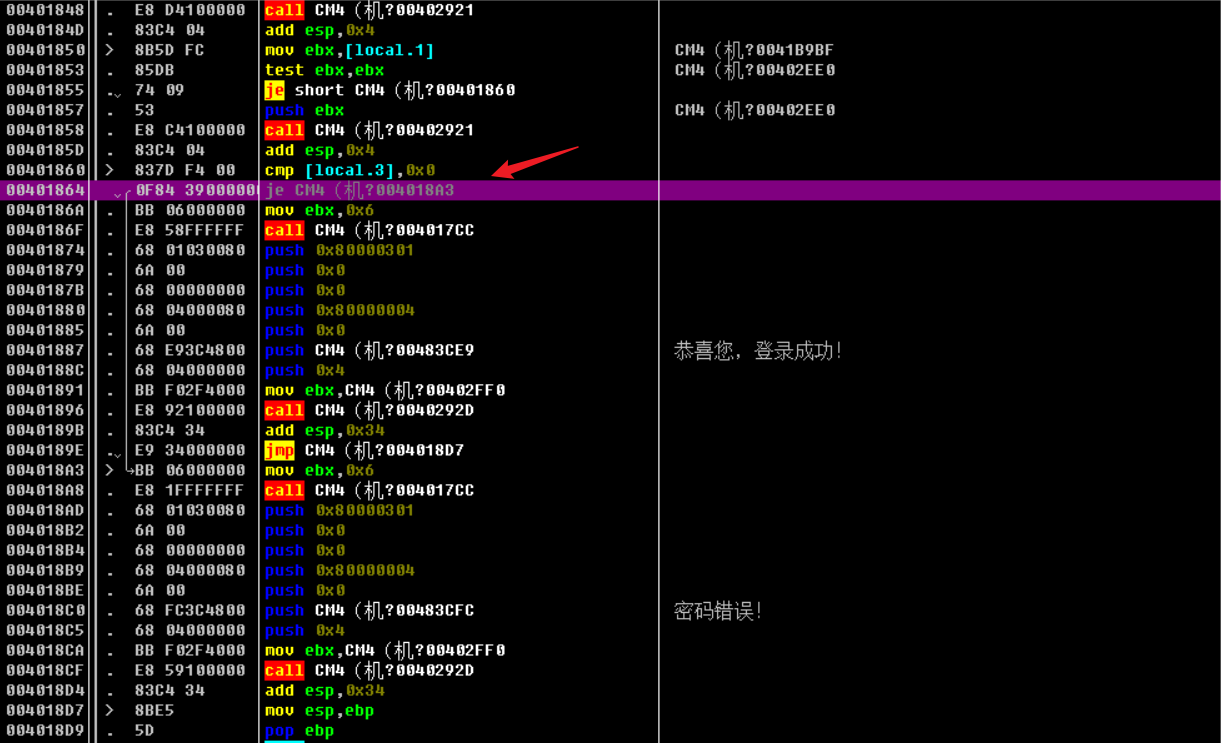 00401848 . E8 D4100000 call CM4 (机?00402921
0040184D . 83C4 04 add esp,0x4
00401850 > 8B5D FC mov ebx,[local.1] CM4 (机?0041B9BF
00401853 . 85DB test ebx,ebx CM4 (机?00402EE0
00401855 . 74 09 je short CM4 (机?00401860
00401857 . 53 push ebx CM4 (机?00402EE0
00401858 . E8 C4100000 call CM4 (机?00402921
0040185D . 83C4 04 add esp,0x4
00401860 > 837D F4 00 cmp [local.3],0x0
00401864 0F84 39000000 je CM4 (机?004018A3
0040186A . BB 06000000 mov ebx,0x6
0040186F . E8 58FFFFFF call CM4 (机?004017CC
00401874 . 68 01030080 push 0x80000301
00401879 . 6A 00 push 0x0
0040187B . 68 00000000 push 0x0
00401880 . 68 04000080 push 0x80000004
00401885 . 6A 00 push 0x0
00401887 . 68 E93C4800 push CM4 (机?00483CE9 恭喜您，登录成功！
0040188C . 68 04000000 push 0x4
00401891 . BB F02F4000 mov ebx,CM4 (机?00402FF0
00401896 . E8 92100000 call CM4 (机?0040292D
0040189B . 83C4 34 add esp,0x34
0040189E . E9 34000000 jmp CM4 (机?004018D7
004018A3 > BB 06000000 mov ebx,0x6
004018A8 . E8 1FFFFFFF call CM4 (机?004017CC
004018AD . 68 01030080 push 0x80000301
004018B2 . 6A 00 push 0x0
004018B4 . 68 00000000 push 0x0
004018B9 . 68 04000080 push 0x80000004
004018BE . 6A 00 push 0x0
004018C0 . 68 FC3C4800 push CM4 (机?00483CFC 密码错误！
004018C5 . 68 04000000 push 0x4
004018CA . BB F02F4000 mov ebx,CM4 (机?00402FF0
004018CF . E8 59100000 call CM4 (机?0040292D
004018D4 . 83C4 34 add esp,0x34
004018D7 > 8BE5 mov esp,ebp
004018D9 . 5D pop ebp